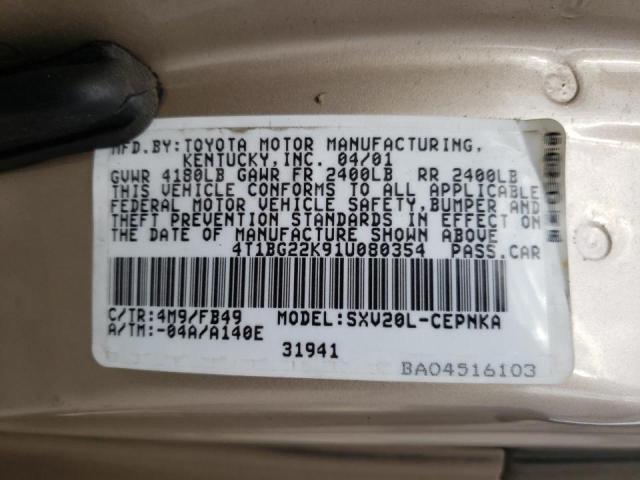 MFD.BY:TOYOTA MOTOR MANUFACTURING,
KENTUCKY,INC. 04/01
GVWR 4180LB GAWR FR 2400LB RR 2400LB
THIS VEHICLE CONFORMS TO ALL APPLICABLE
FEDERAL MOTOR VEHICLE SAFETY,BUMPER AND
THEFT PREVENTION STANDARDS IN EFFECT ON
THE DATE OF MANUFACTURE SHOWN ABOVE
4T1BG22K91U080354 PASS.CAR
C/TR:4M9/FB49 MODEL:SXV20L-CEPNKA
A/TM:-04A/A140E
31941
BA04516103